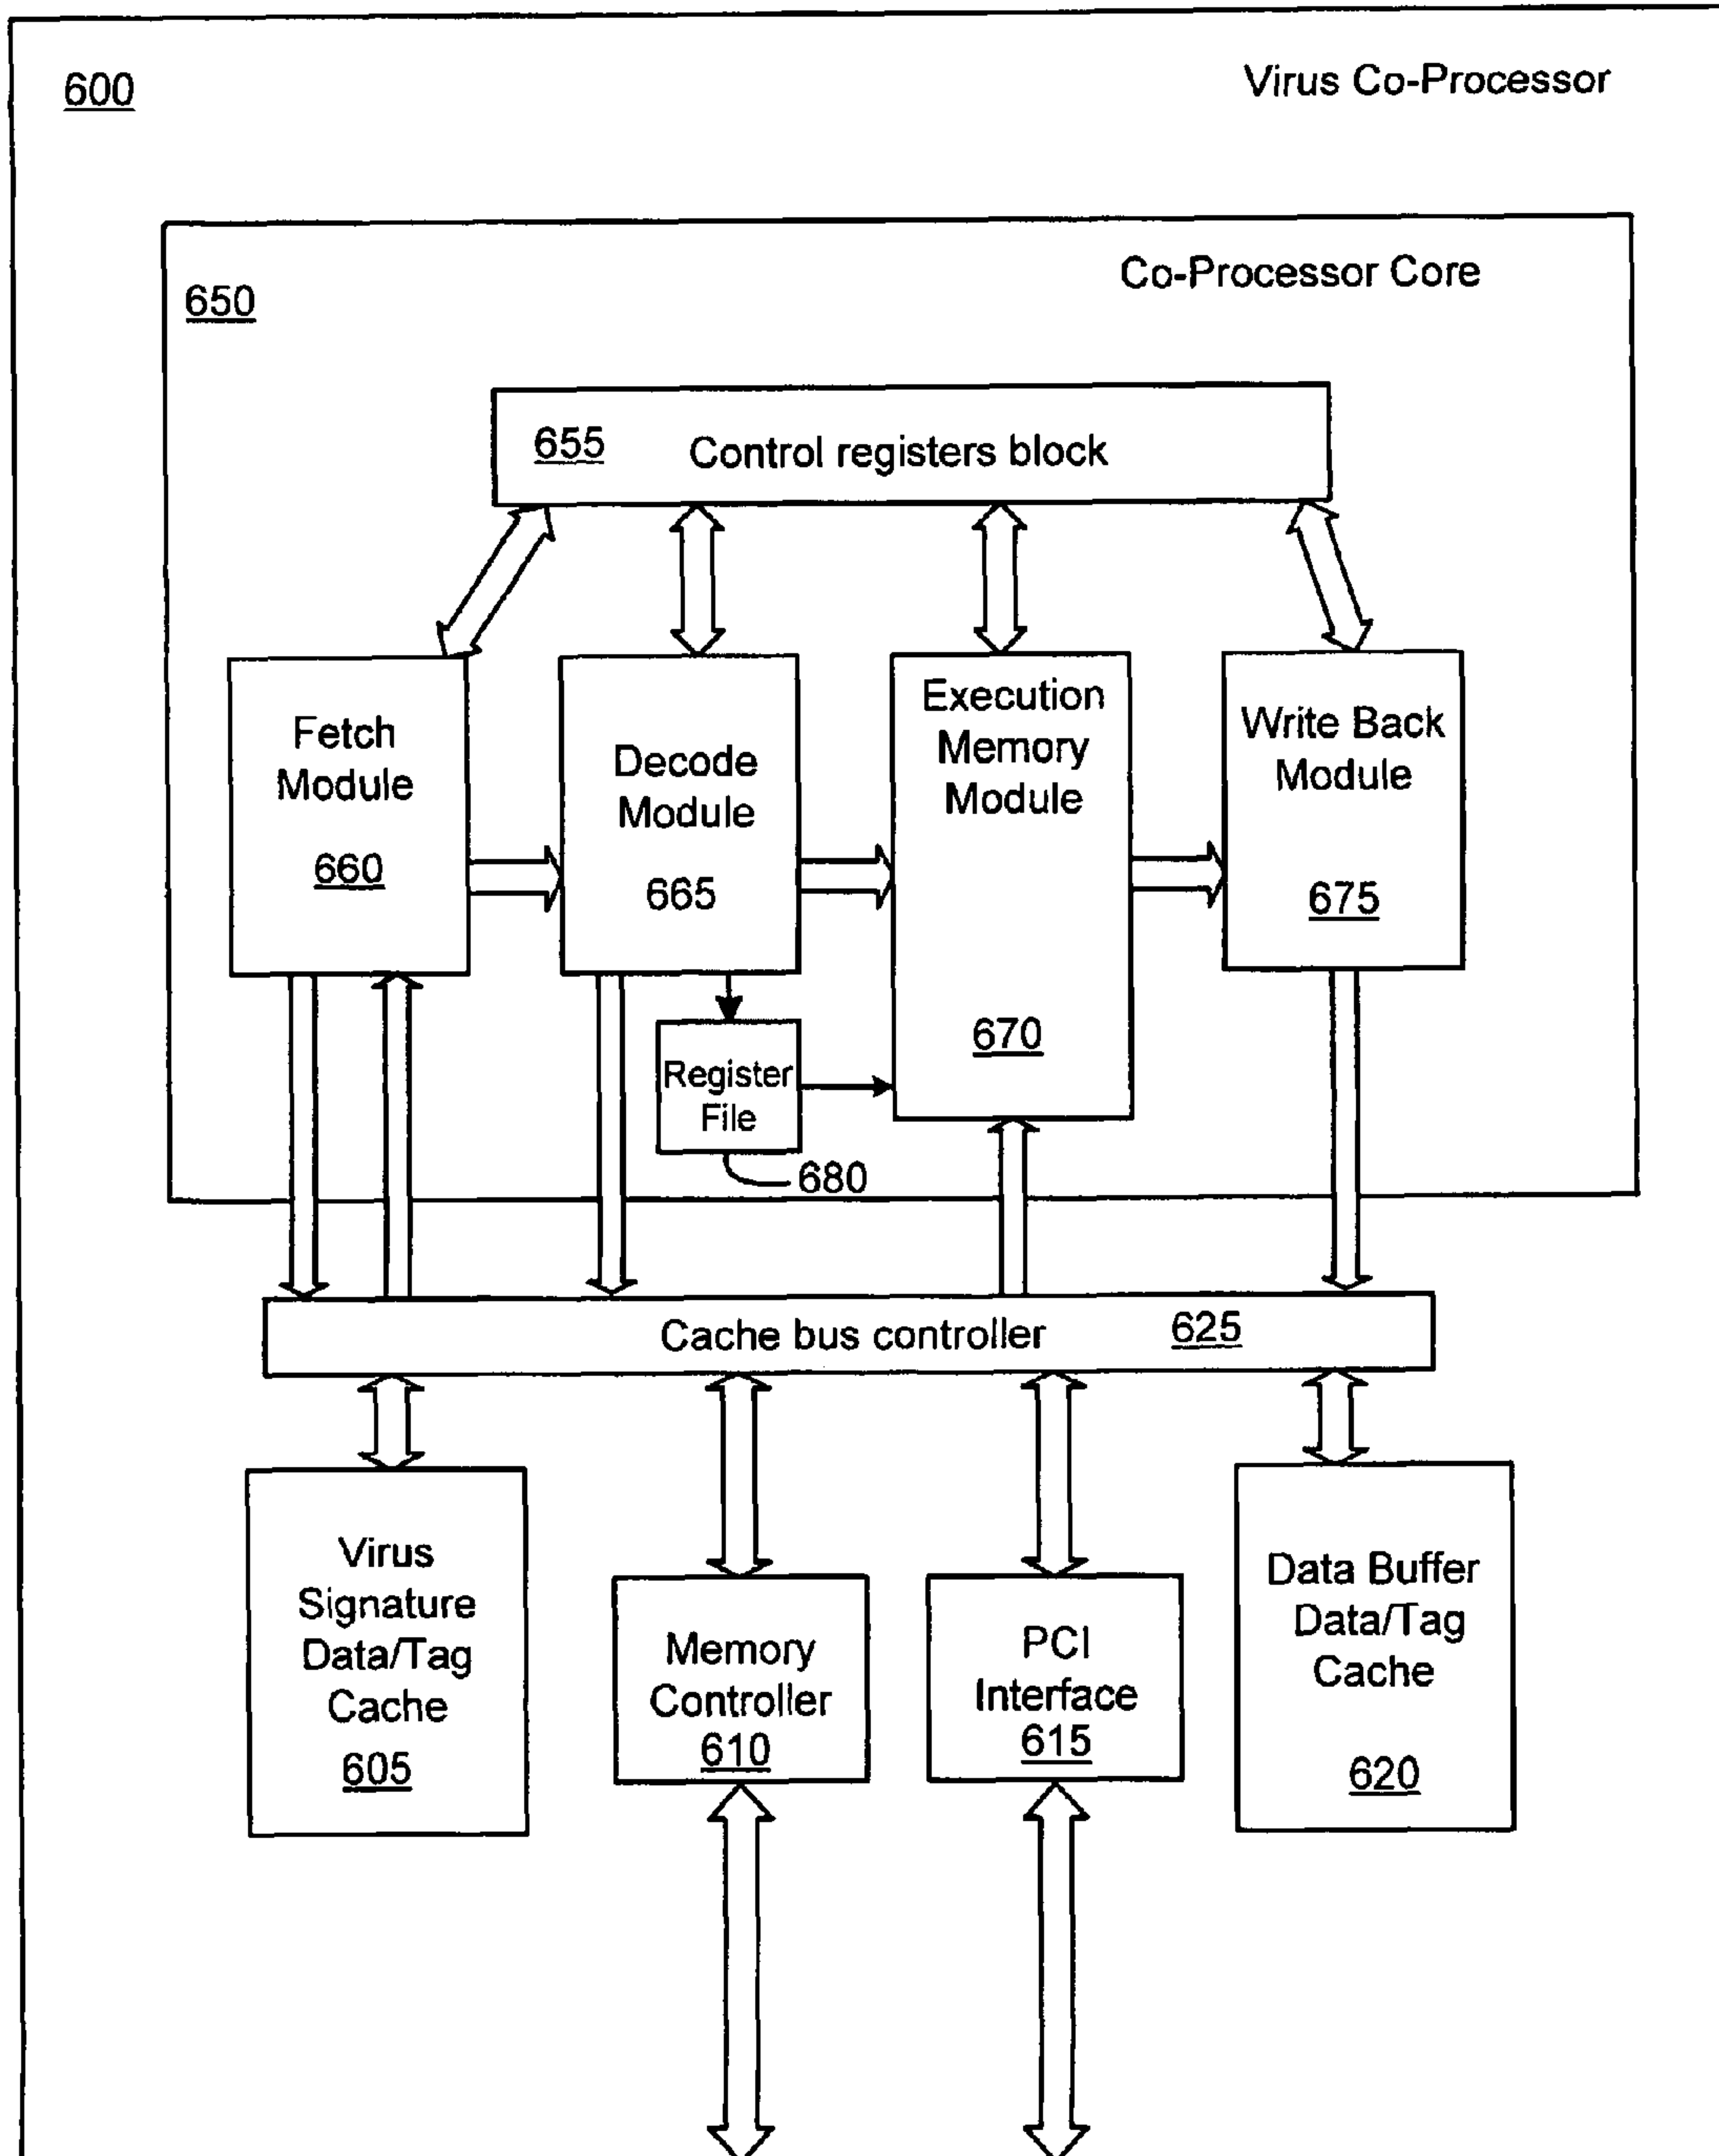 600
Virus Co-Processor
650
Co-Processor Core
655
Control registers block
Fetch
Module
660
Decode
Module
665
Execution
Memory
Module
670
Write Back
Module
675
Register
File
680
Cache bus controller
625
Virus
Signature
Data/Tag
Cache
605
Memory
Controller
610
PCI
Interface
615
Data Buffer
Data/Tag
Cache
620